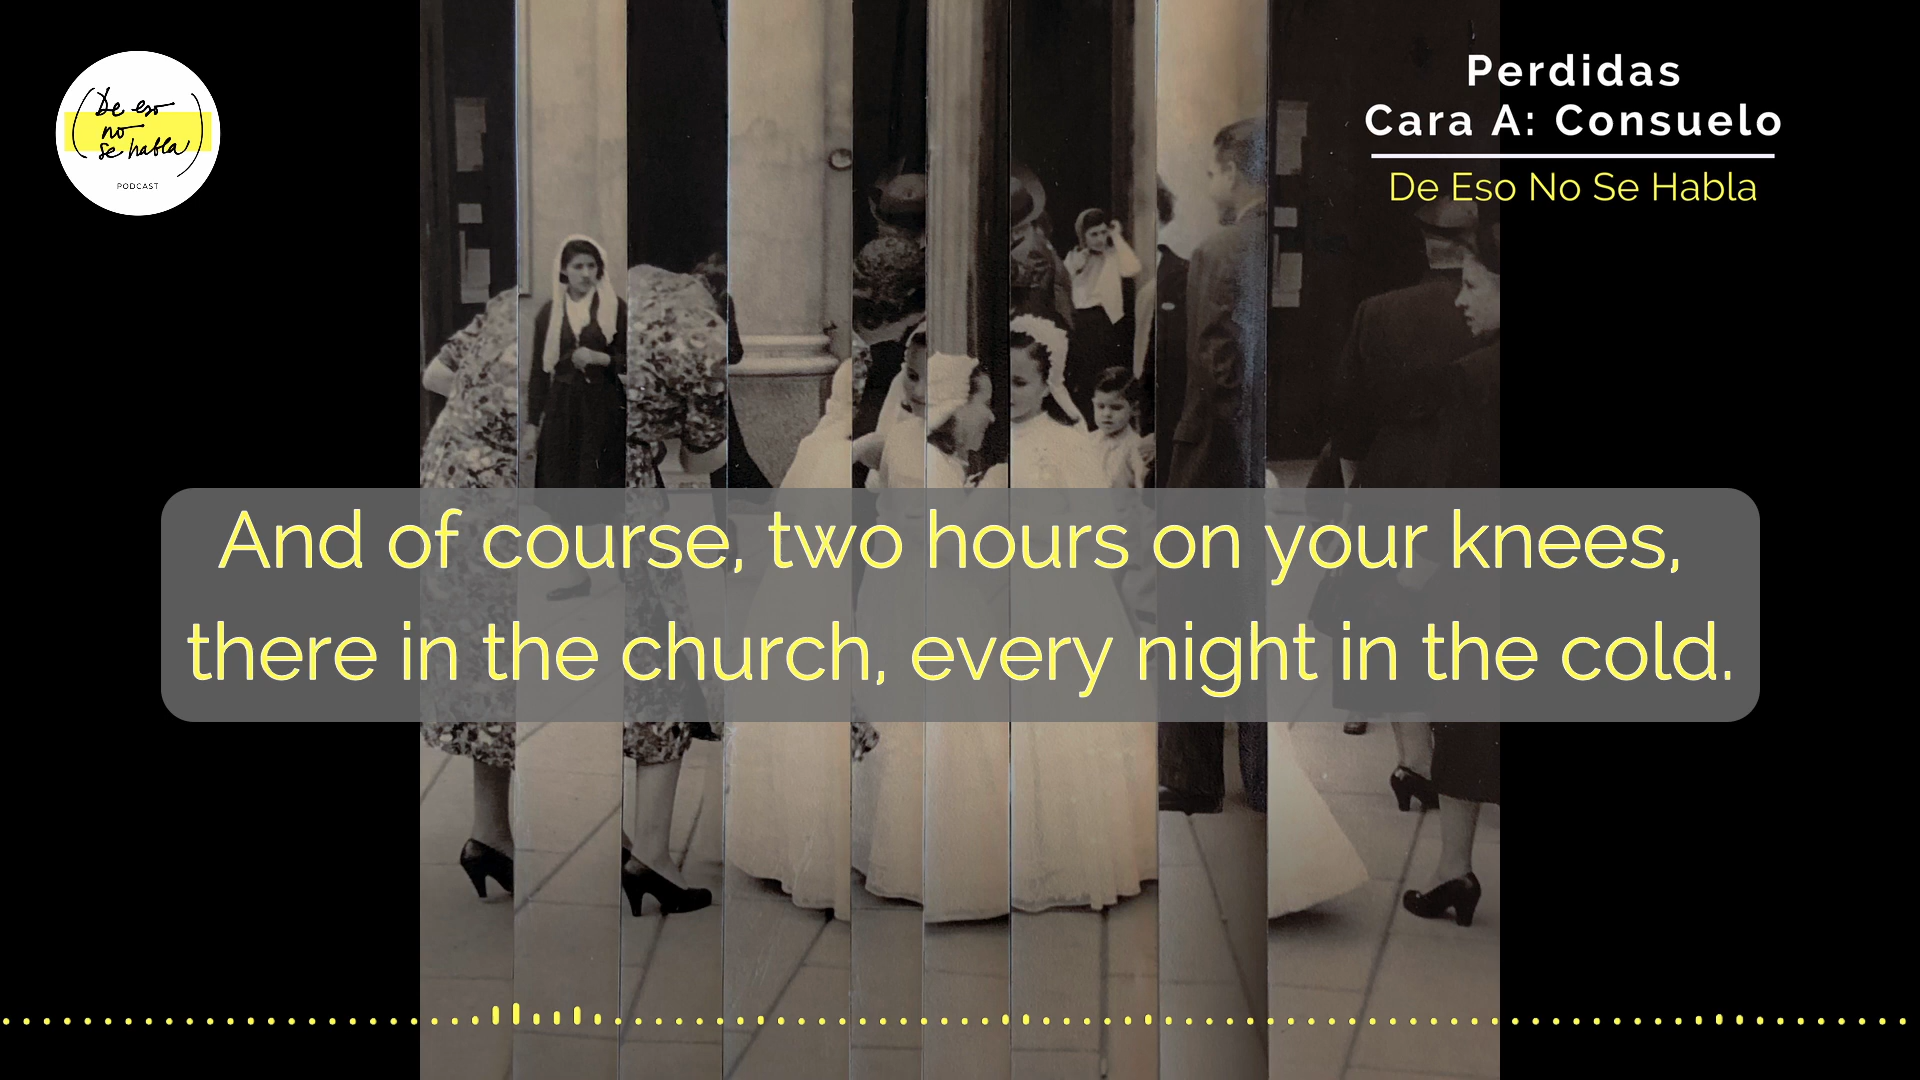 De eso
no
se habla
PODCAST
Perdidas
Cara A: Consuelo
De Eso No Se Habla
And of course, two hours on your knees,
there in the church, every night in the cold.